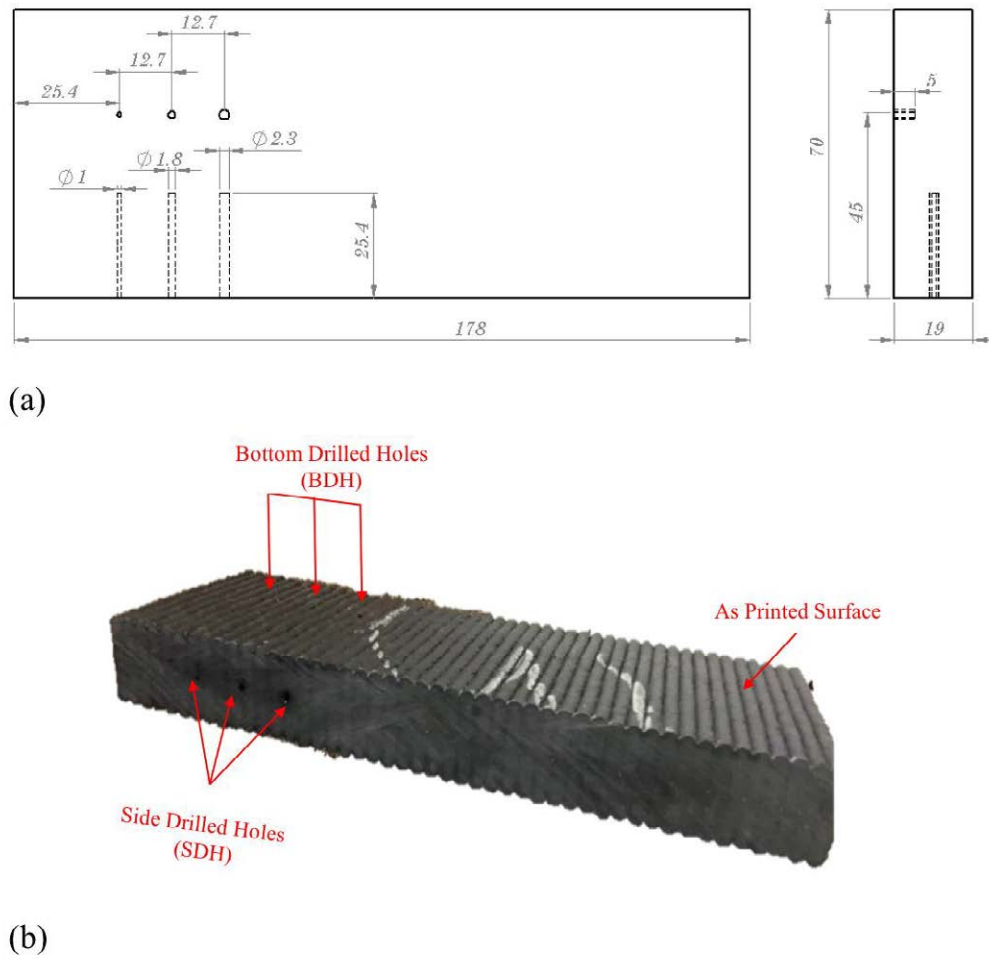 12.7
12.7
25.4
5
Ø2.3
Ø1.8
Ø1
70
45
25.4
178
19
(a)
Bottom Drilled Holes
(BDH)
As Printed Surface
Side Drilled Holes
(SDH)
(b)